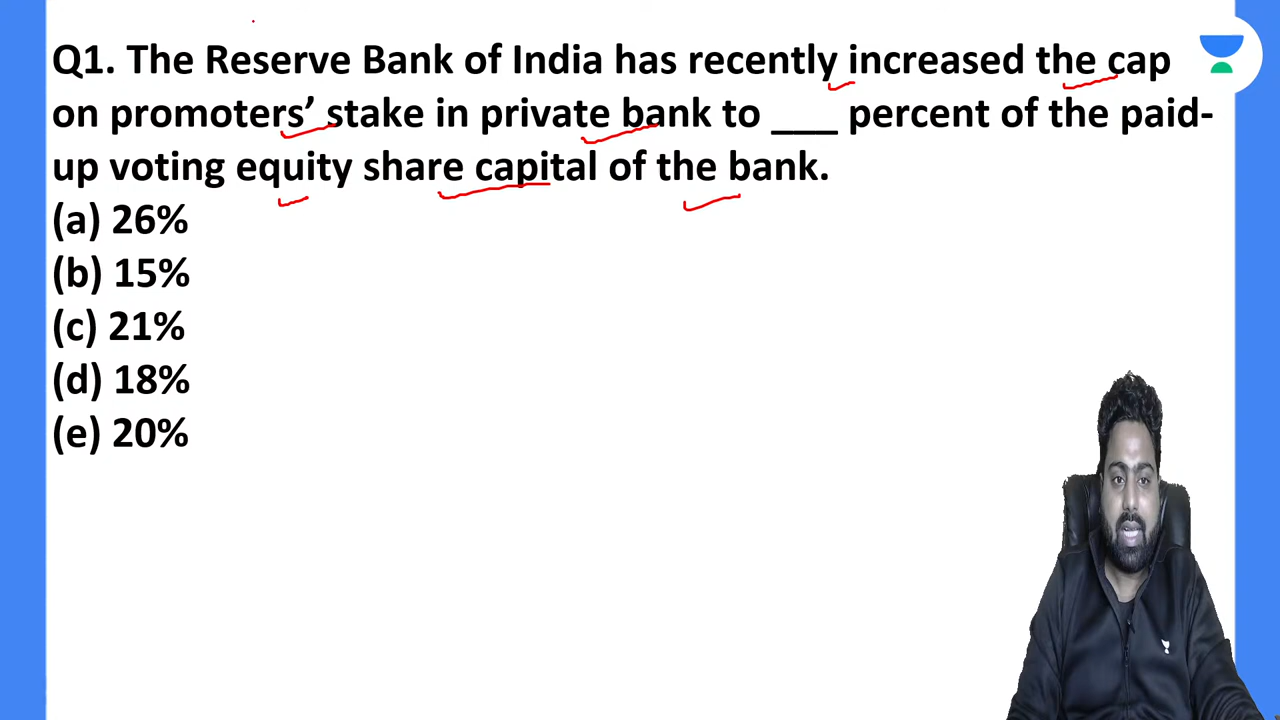 Q1. The Reserve Bank of India has recently increased the cap
on promoters’ stake in private bank to ___ percent of the paid-
up voting equity share capital of the bank.
(a) 26%
(b) 15%
(c) 21%
(d) 18%
(e) 20%